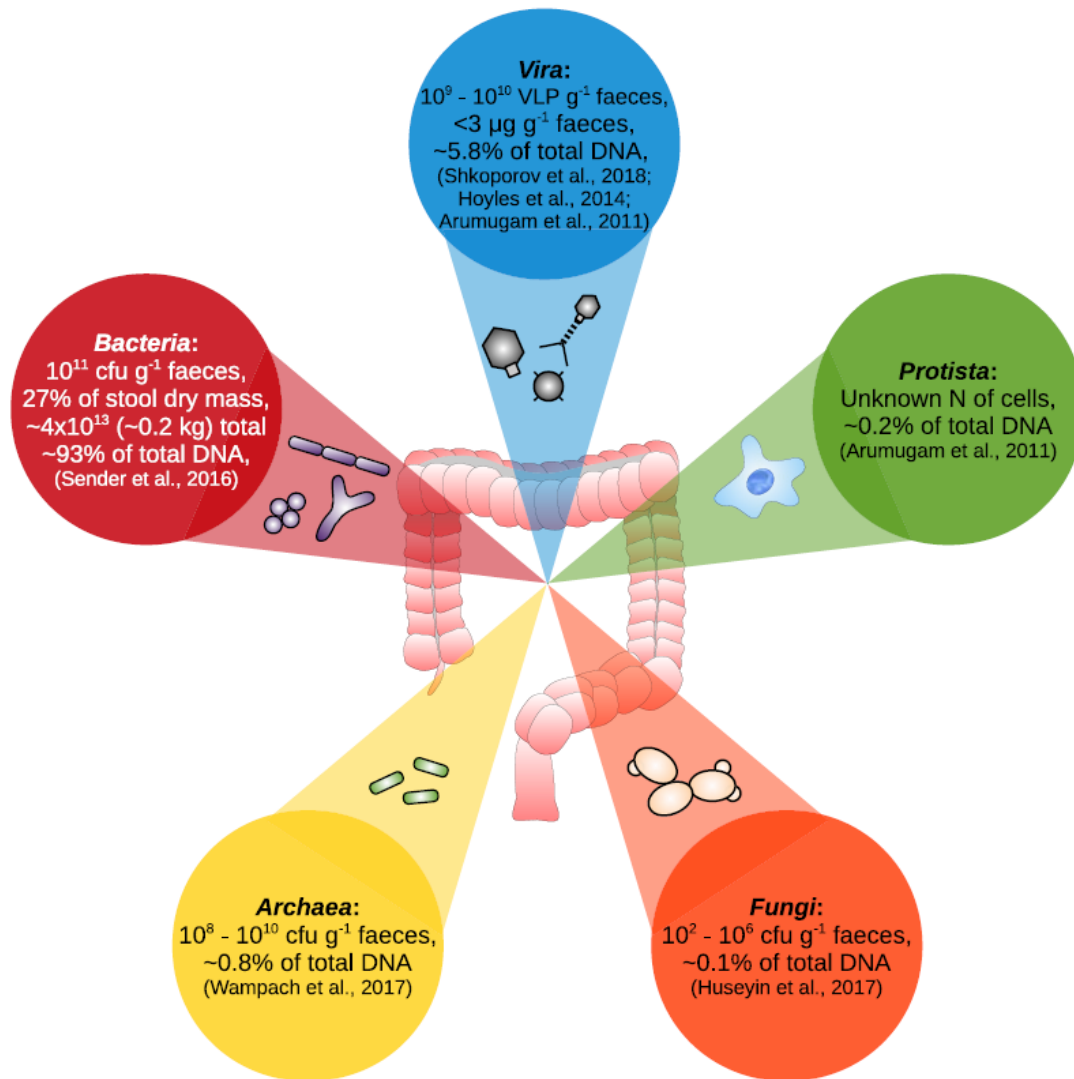 Vira:
10⁹ - 10¹⁰ VLP g⁻¹ faeces,
<3 µg g⁻¹ faeces,
~5.8% of total DNA,
(Shkoporov et al., 2018;
Hoyles et al., 2014;
Arumugam et al., 2011)
Bacteria:
10¹¹ cfu g⁻¹ faeces,
27% of stool dry mass,
~4x10¹³ (~0.2 kg) total
~93% of total DNA,
(Sender et al., 2016)
Protista:
Unknown N of cells,
~0.2% of total DNA
(Arumugam et al., 2011)
Archaea:
10⁸ - 10¹⁰ cfu g⁻¹ faeces,
~0.8% of total DNA
(Wampach et al., 2017)
Fungi:
10² - 10⁶ cfu g⁻¹ faeces,
~0.1% of total DNA
(Huseyin et al., 2017)